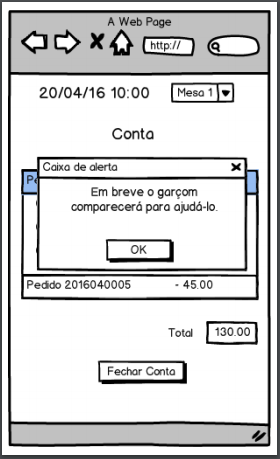 A Web Page
http://
20/04/16 10:00 Mesa 1
Conta
Caixa de alerta
Em breve o garçom
comparecerá para ajudá-lo.
OK
Pedido 2016040005 - 45.00
Total 130.00
Fechar Conta